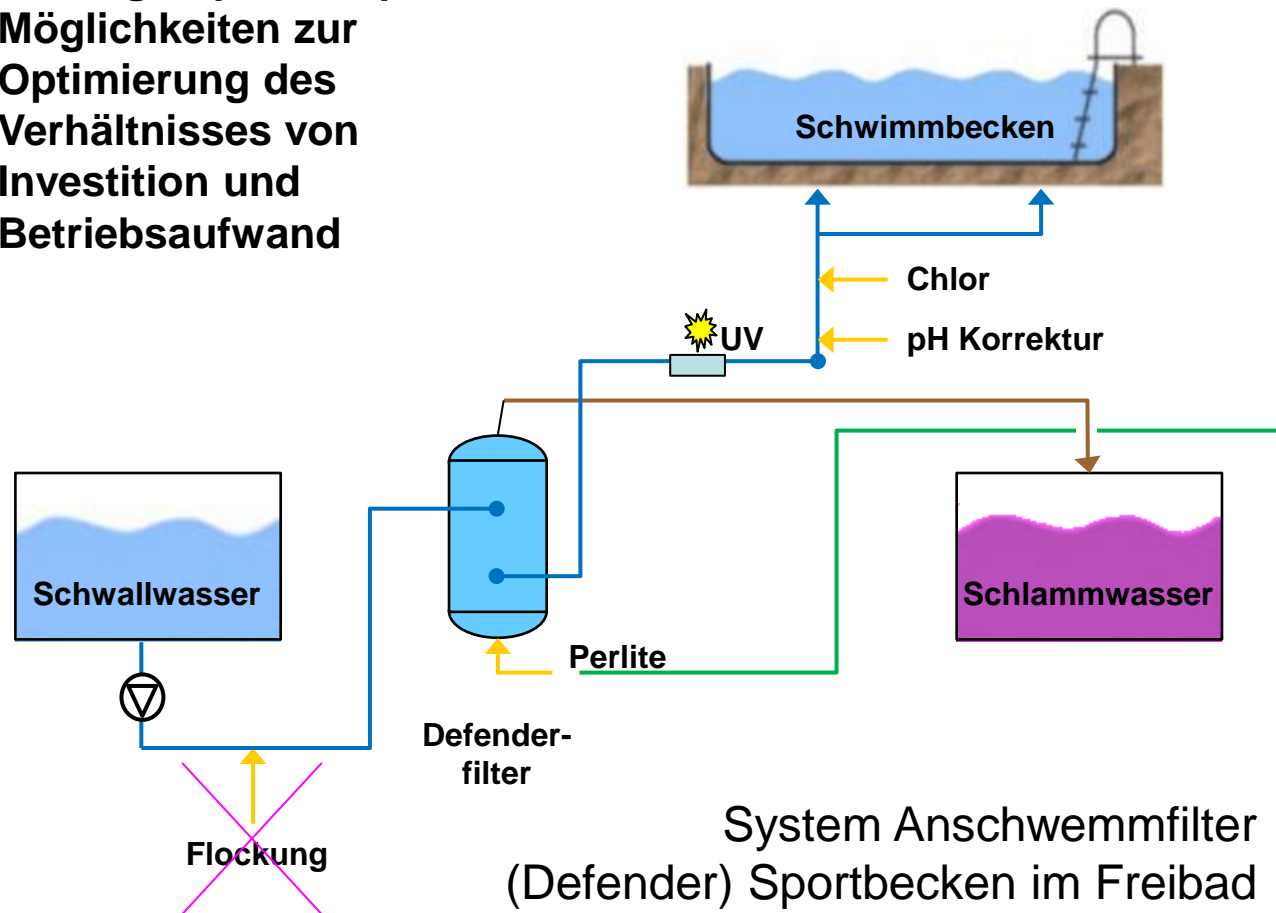 Möglichkeiten zur
Optimierung des
Verhältnisses von
Investition und
Betriebsaufwand
Schwimmbecken
Chlor
UV
pH Korrektur
Schwallwasser
Schlammwasser
Perlite
Defender-
filter
Flockung
System Anschwemmfilter
(Defender) Sportbecken im Freibad